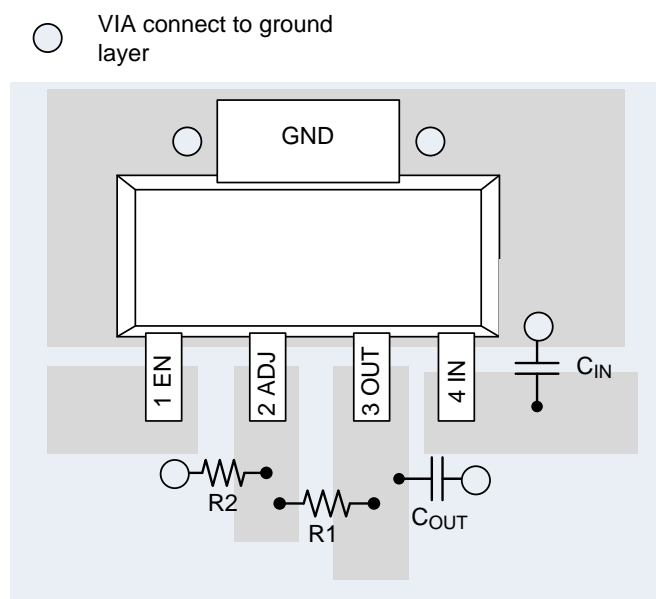 VIA connect to ground
layer
GND
1 EN
2 ADJ
3 OUT
4 IN
CIN
R2
R1
COUT